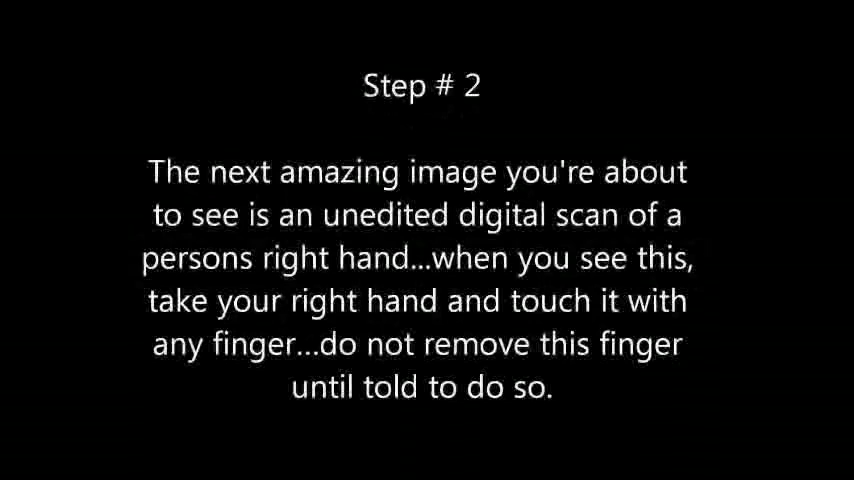 Step # 2
The next amazing image you're about
to see is an unedited digital scan of a
persons right hand...when you see this,
take your right hand and touch it with
any finger...do not remove this finger
until told to do so.